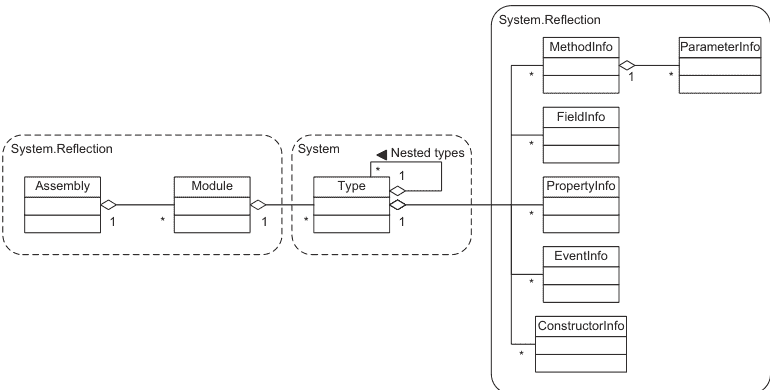 System.Reflection
MethodInfo
ParameterInfo
*
1
*
FieldInfo
*
System.Reflection
System
Nested types
*
1
Assembly
Module
Type
PropertyInfo
1
*
1
*
1
*
EventInfo
*
ConstructorInfo
*